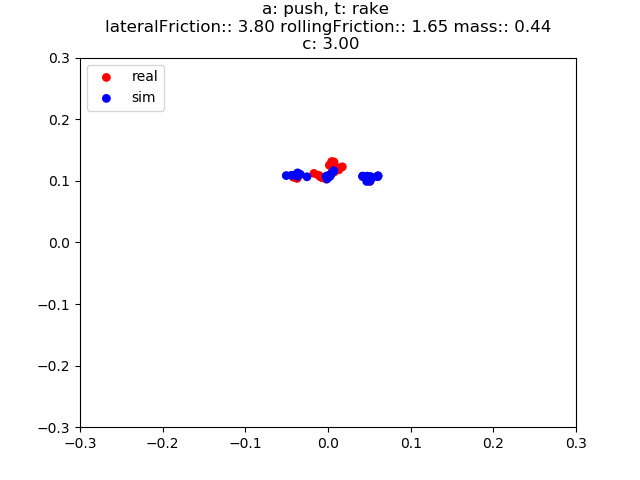 a: push, t: rake
lateralFriction:: 3.80 rollingFriction:: 1.65 mass:: 0.44
c: 3.00
real
sim
0.3
0.2
0.1
0.0
−0.1
−0.2
−0.3
−0.3 −0.2 −0.1 0.0 0.1 0.2 0.3